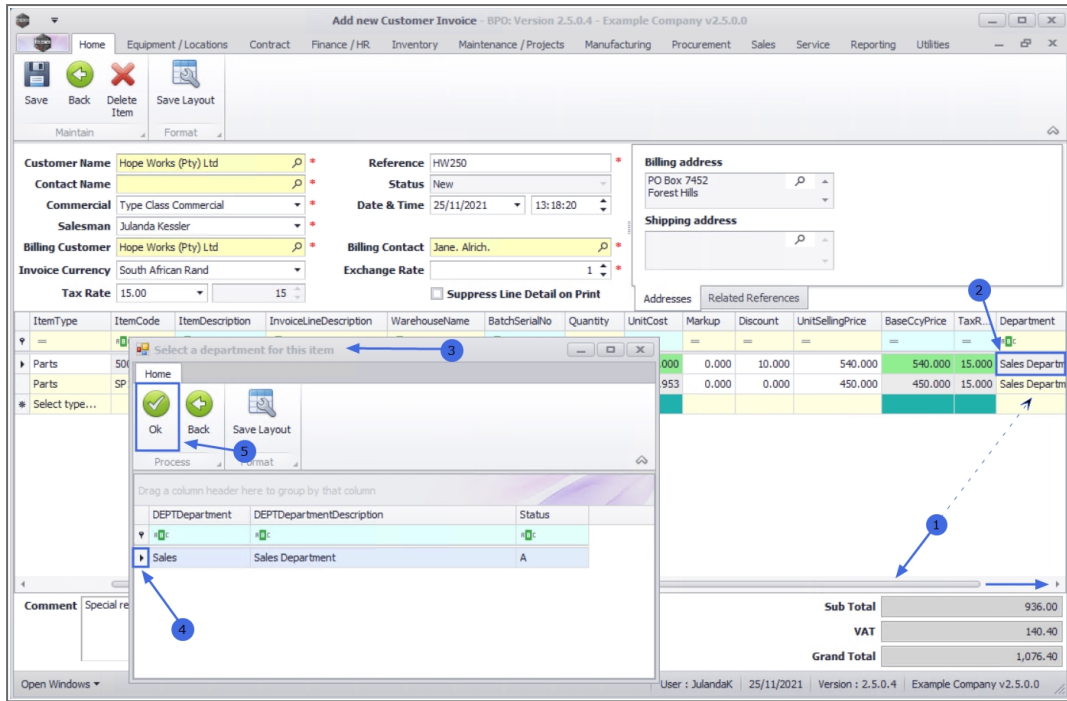 Add new Customer Invoice - BPO: Version 2.5.0.4 - Example Company v2.5.0.0
Home Equipment / Locations Contract Finance / HR Inventory Maintenance / Projects Manufacturing Procurement Sales Service Reporting Utilities
Save Back Delete Item Save Layout
Maintain Format
Customer Name Hope Works (Pty) Ltd * Reference HW250 * Billing address
Contact Name * Status New PO Box 7452
Forest Hills
Commercial Type Class Commercial * Date & Time 25/11/2021 13:18:20
Salesman Julanda Kessler * Shipping address
Billing Customer Hope Works (Pty) Ltd * Billing Contact Jane. Alrich. *
Invoice Currency South African Rand Exchange Rate 1 *
Tax Rate 15.00 15 Suppress Line Detail on Print Addresses Related References
2
ItemType ItemCode ItemDescription InvoiceLineDescription WarehouseName BatchSerialNo Quantity UnitCost Markup Discount UnitSellingPrice BaseCcyPrice TaxR... Department
= = = = = =
Parts 500 000 0.000 10.000 540.000 540.000 15.000 Sales Departm
Parts SP 953 0.000 0.000 450.000 450.000 15.000 Sales Departm
* Select type...
Select a department for this item 3
Home
Ok Back Save Layout
5
Process Format
Drag a column header here to group by that column
DEPTDepartment DEPTDepartmentDescription Status
Sales Sales Department A
1
4
Comment Special re
Sub Total 936.00
VAT 140.40
Grand Total 1,076.40
Open Windows User : JulandaK 25/11/2021 Version : 2.5.0.4 Example Company v2.5.0.0